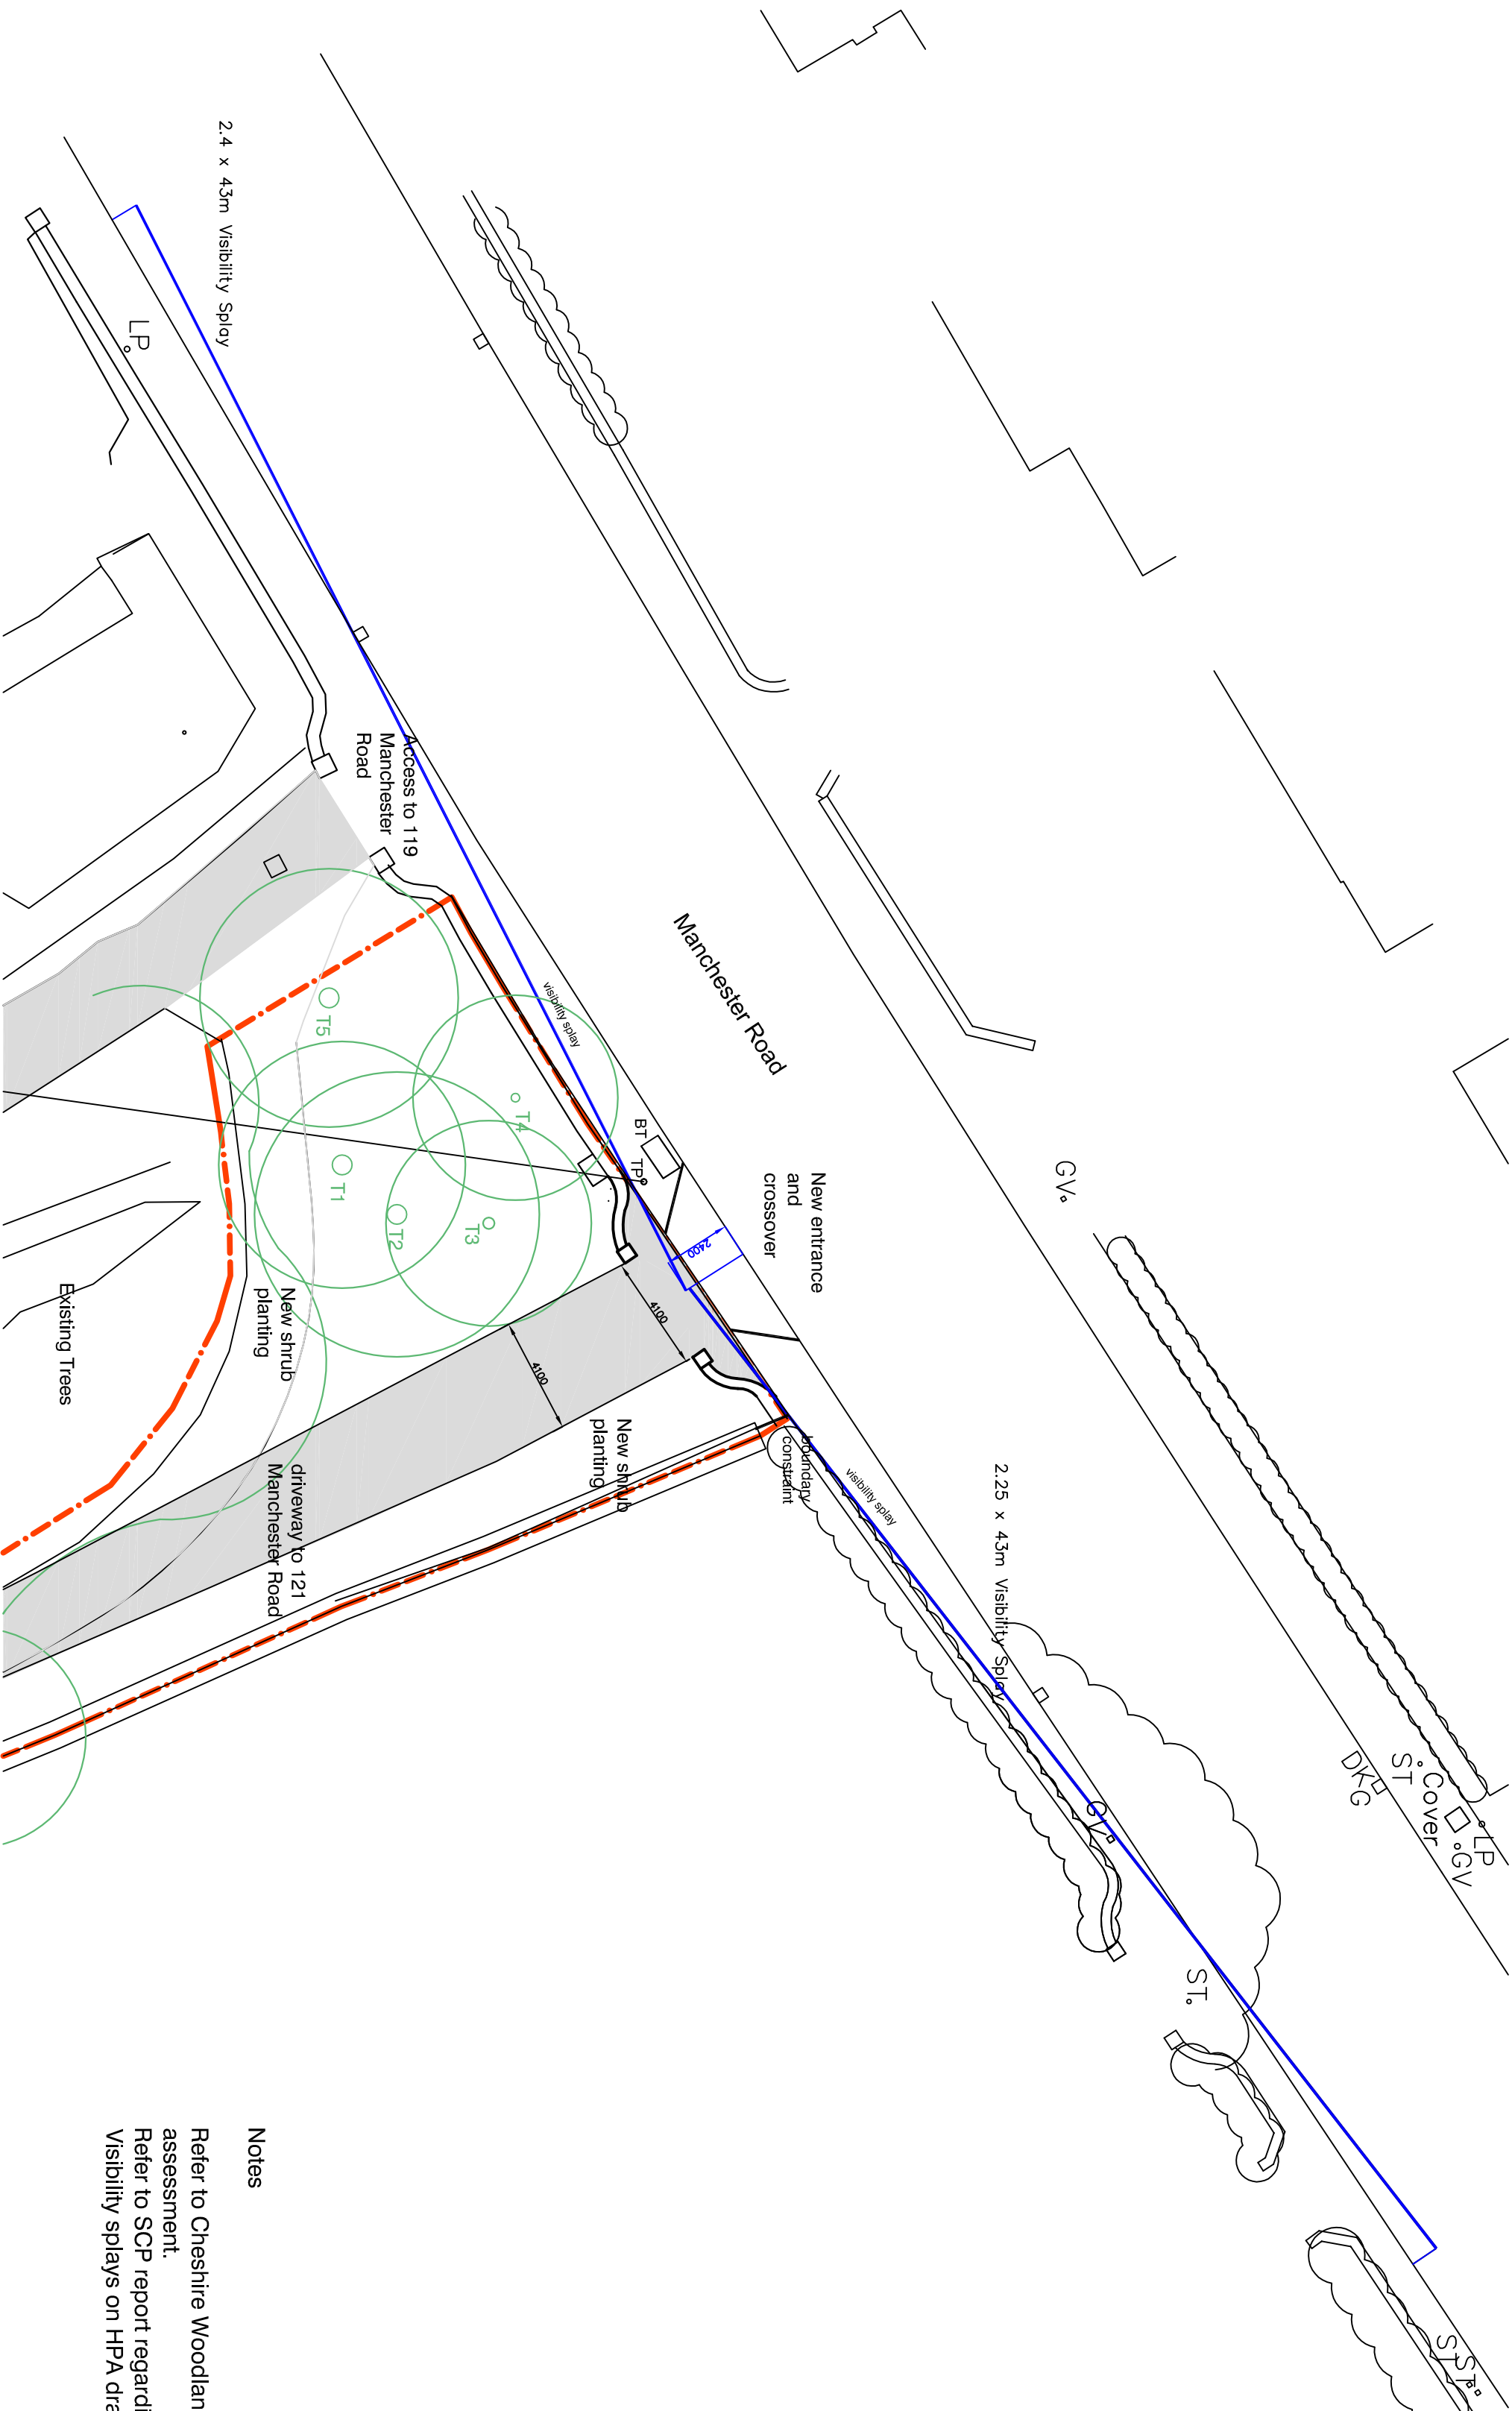 2.4 x 43m Visibility Splay
LP
Access to 119
Manchester
Road
Manchester Road
visibility splay
BT
TP
New entrance
and
crossover
GV
2400
4100
4100
T5
T4
T1
T2
T3
New shrub
planting
Existing Trees
New shrub
planting
driveway to 121
Manchester Road
boundary
constraint
visibility splay
2.25 x 43m Visibility Splay
GV
DKG
ST
Cover
GV
LP
ST
ST
ST
Notes
Refer to Cheshire Woodlan
assessment.
Refer to SCP report regardi
Visibility splays on HPA dra